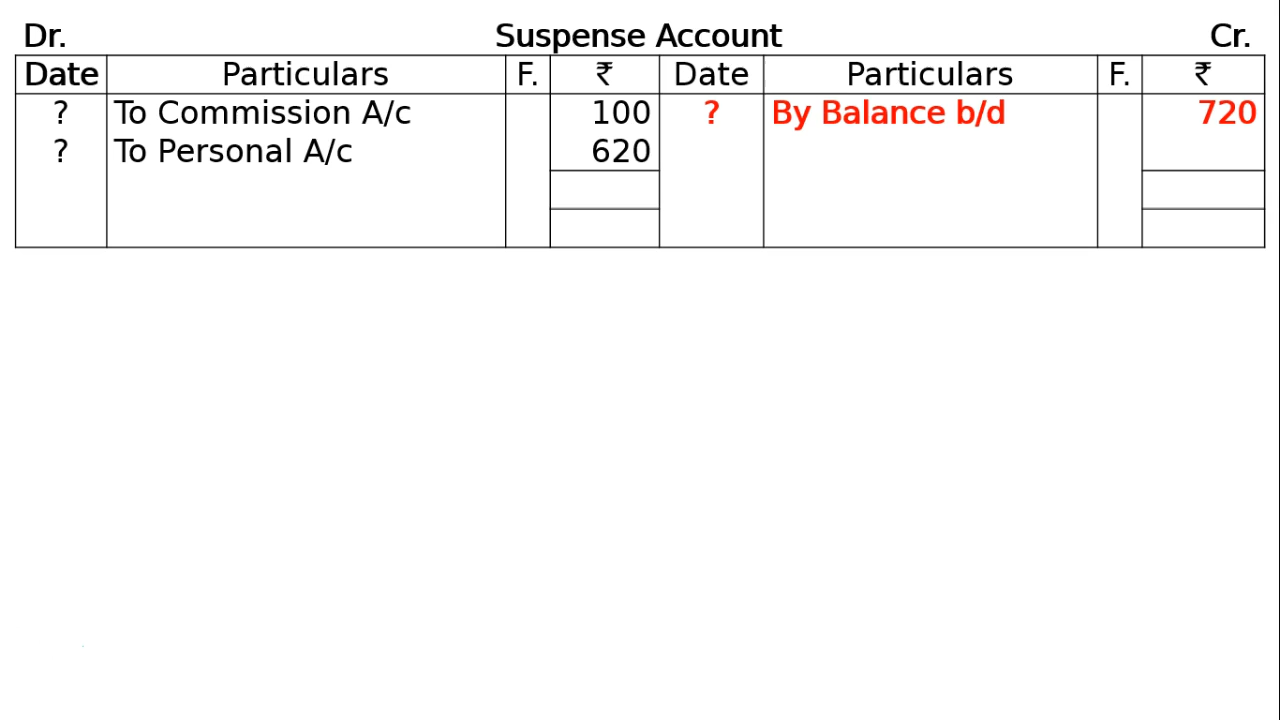 Dr. Suspense Account Cr.
Date Particulars F. ₹ Date Particulars F. ₹
? To Commission A/c 100 ? By Balance b/d 720
? To Personal A/c 620